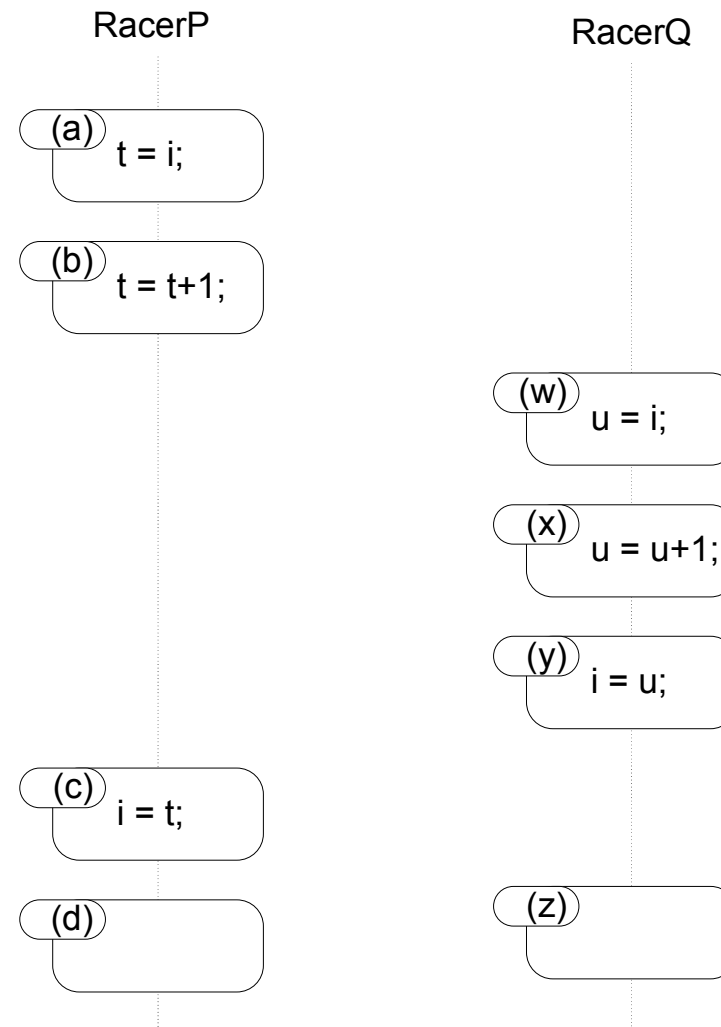 RacerP
RacerQ
(a)
t = i;
(b)
t = t+1;
(w)
u = i;
(x)
u = u+1;
(y)
i = u;
(c)
i = t;
(d)
(z)